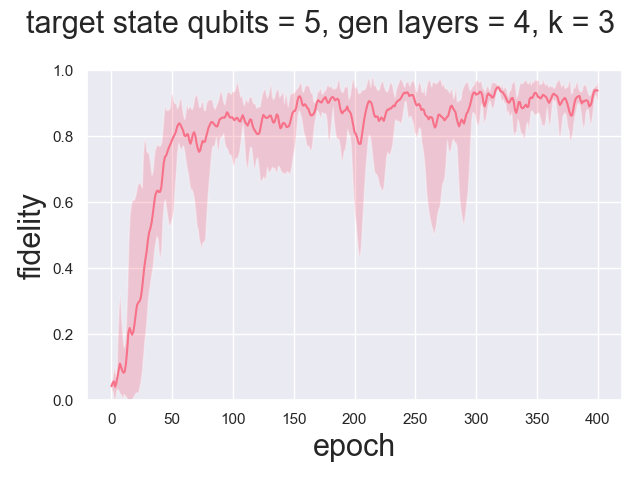 target state qubits = 5, gen layers = 4, k = 3
1.0
0.8
0.6
0.4
0.2
0.0
fidelity
0 50 100 150 200 250 300 350 400
epoch